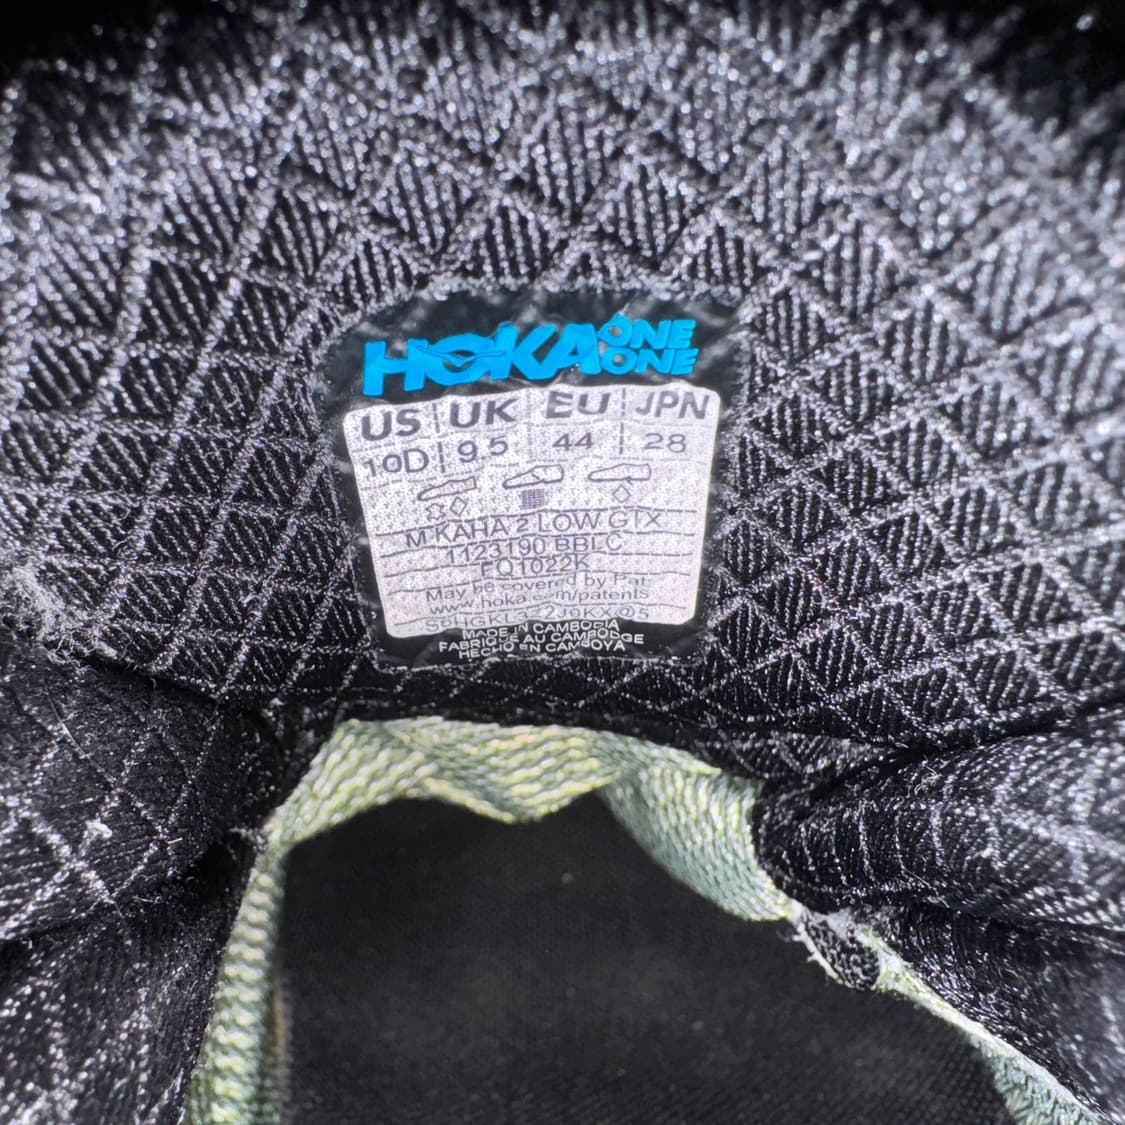 HOKA ONE ONE
US UK EU JPN
10D 9.5 44 28
M KAHA 2 LOW GTX
1123190 BBLC
FQ1022K
May be covered by Pat:
www.hoka.com/patents
MADE IN CAMBODIA
FABRIQUÉ AU CAMBODGE
HECHO EN CAMBOYA